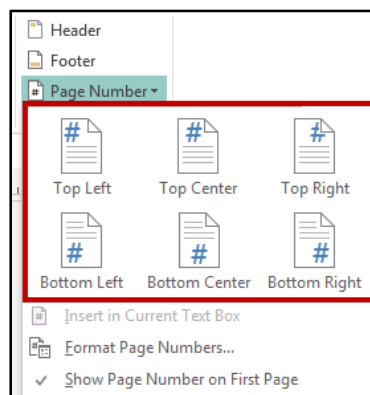 Header
Footer
# Page Number
# # #
Top Left Top Center Top Right
# # #
Bottom Left Bottom Center Bottom Right
# Insert in Current Text Box
# Format Page Numbers...
✓ Show Page Number on First Page